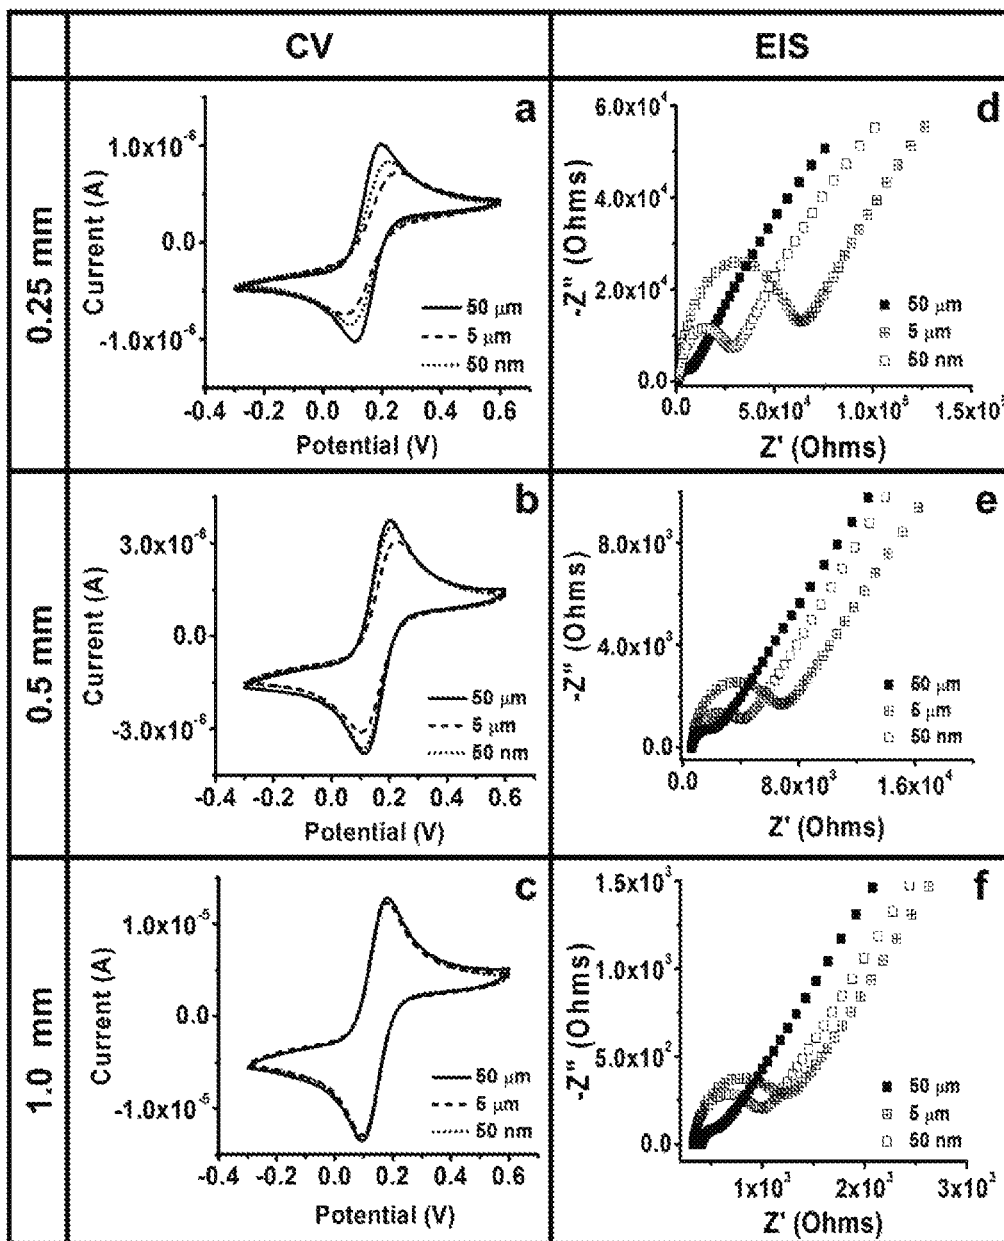 CV EIS
0.25 mm
a
Current (A)
1.0x10⁻⁶
0.0
-1.0x10⁻⁶
50 μm
5 μm
50 nm
-0.4 -0.2 0.0 0.2 0.4 0.6
Potential (V)
d
-Z" (Ohms)
6.0x10⁴
4.0x10⁴
2.0x10⁴
0.0
50 μm
5 μm
50 nm
0.0 5.0x10⁴ 1.0x10⁵ 1.5x10⁵
Z' (Ohms)
0.5 mm
b
Current (A)
3.0x10⁻⁶
0.0
-3.0x10⁻⁶
50 μm
5 μm
50 nm
-0.4 -0.2 0.0 0.2 0.4 0.6
Potential (V)
e
-Z" (Ohms)
8.0x10³
4.0x10³
0.0
50 μm
5 μm
50 nm
0.0 8.0x10³ 1.6x10⁴
Z' (Ohms)
1.0 mm
c
Current (A)
1.0x10⁻⁵
0.0
-1.0x10⁻⁵
50 μm
5 μm
50 nm
-0.4 -0.2 0.0 0.2 0.4 0.6
Potential (V)
f
-Z" (Ohms)
1.5x10³
1.0x10³
5.0x10²
0.0
50 μm
5 μm
50 nm
1x10³ 2x10³ 3x10³
Z' (Ohms)